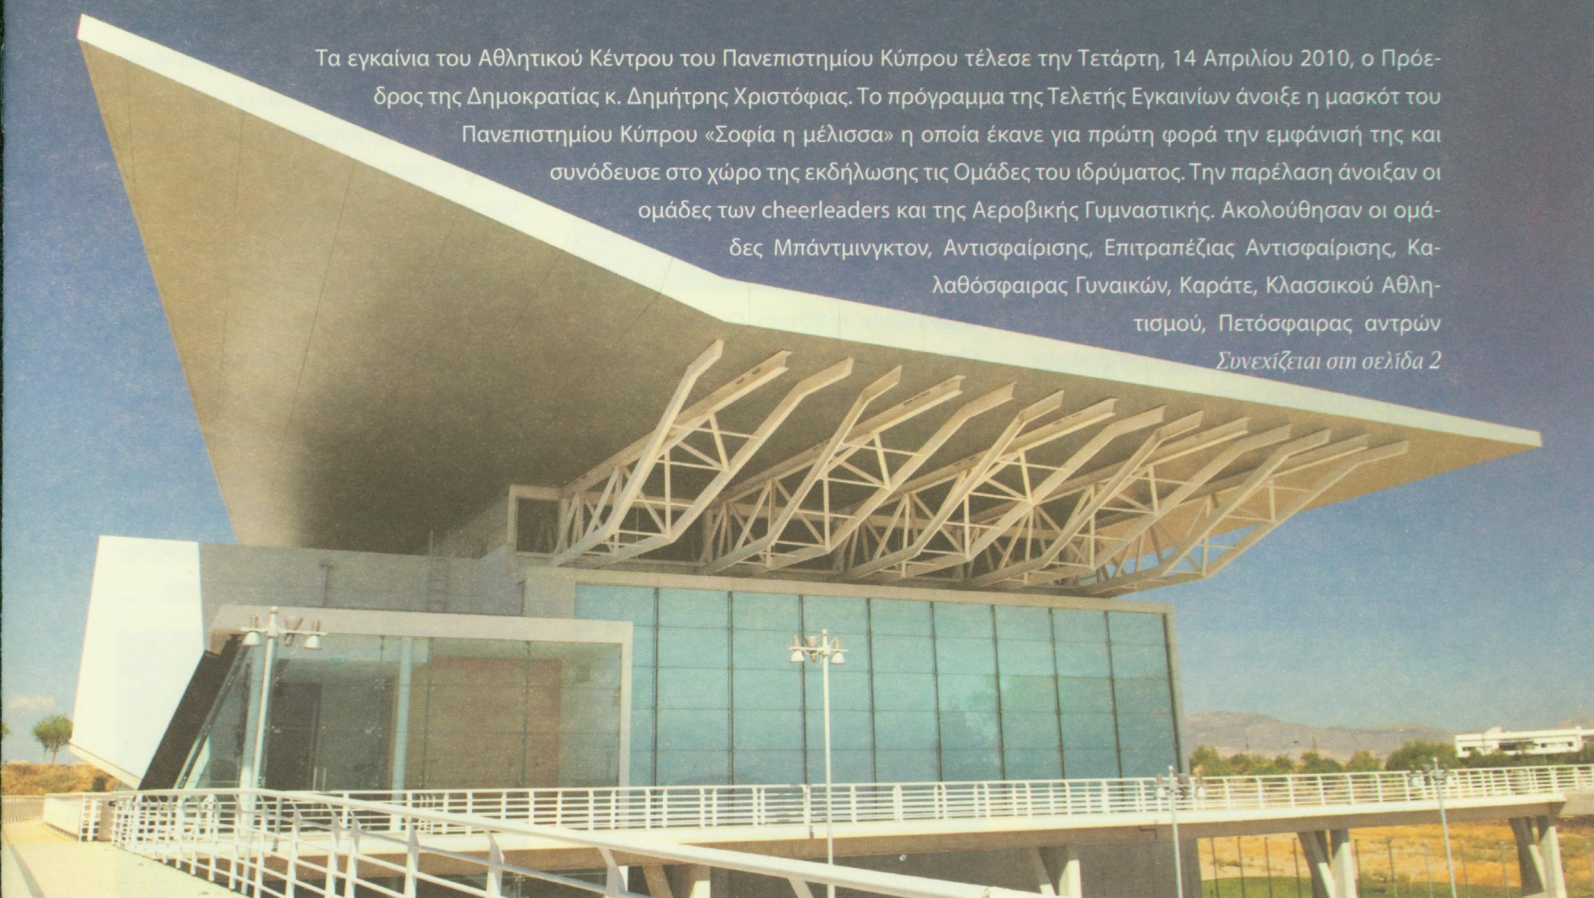 Τα εγκαίνια του Αθλητικού Κέντρου του Πανεπιστημίου Κύπρου τέλεσε την Τετάρτη, 14 Απριλίου 2010, ο Πρόε-
δρος της Δημοκρατίας κ. Δημήτρης Χριστόφιας. Το πρόγραμμα της Τελετής Εγκαινίων άνοιξε η μασκότ του
Πανεπιστημίου Κύπρου «Σοφία η μέλισσα» η οποία έκανε για πρώτη φορά την εμφάνισή της και
συνόδευσε στο χώρο της εκδήλωσης τις Ομάδες του ιδρύματος. Την παρέλαση άνοιξαν οι
ομάδες των cheerleaders και της Αεροβικής Γυμναστικής. Ακολούθησαν οι ομά-
δες Μπάντμινγκτον, Αντισφαίρισης, Επιτραπέζιας Αντισφαίρισης, Κα-
λαθόσφαιρας Γυναικών, Καράτε, Κλασσικού Αθλη-
τισμού, Πετόσφαιρας αντρών
Συνεχίζεται στη σελίδα 2